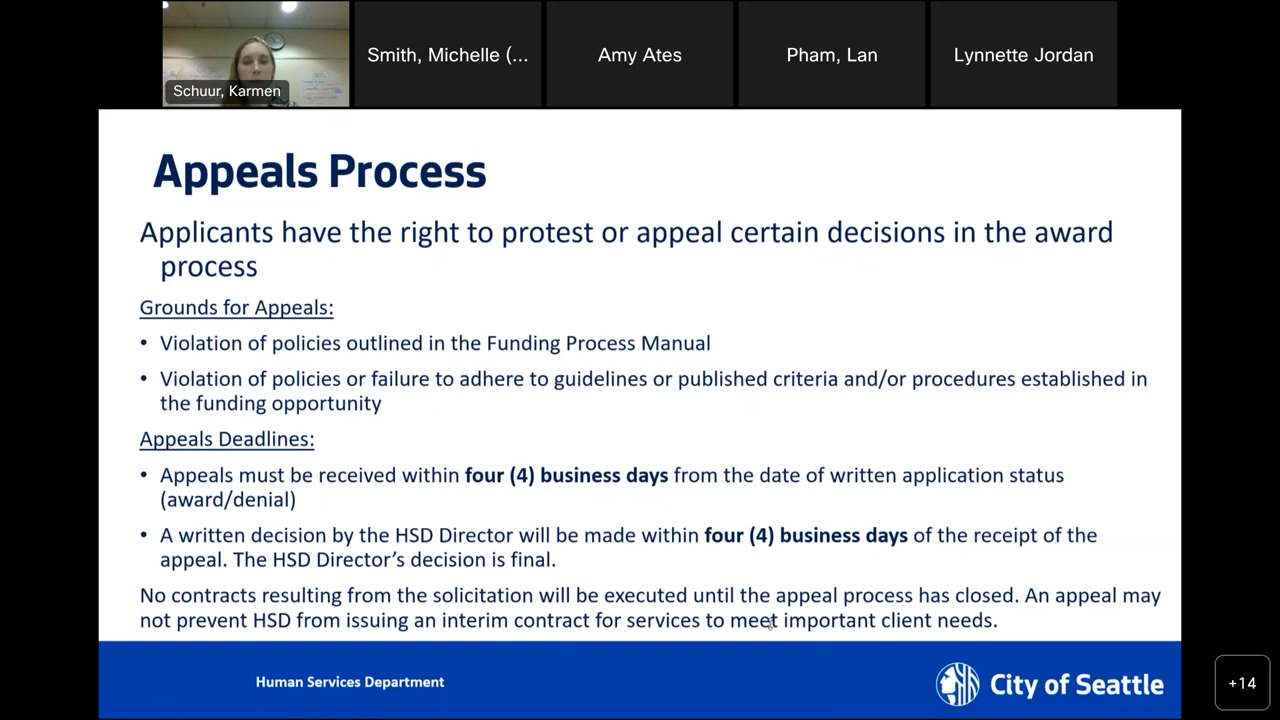 Schuur, Karmen
Smith, Michelle (...
Amy Ates
Pham, Lan
Lynnette Jordan
Appeals Process
Applicants have the right to protest or appeal certain decisions in the award
process
Grounds for Appeals:
• Violation of policies outlined in the Funding Process Manual
• Violation of policies or failure to adhere to guidelines or published criteria and/or procedures established in
the funding opportunity
Appeals Deadlines:
• Appeals must be received within four (4) business days from the date of written application status
(award/denial)
• A written decision by the HSD Director will be made within four (4) business days of the receipt of the
appeal. The HSD Director’s decision is final.
No contracts resulting from the solicitation will be executed until the appeal process has closed. An appeal may
not prevent HSD from issuing an interim contract for services to meet important client needs.
Human Services Department
City of Seattle
+14